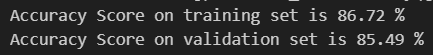 Accuracy Score on training set is 86.72 %
Accuracy Score on validation set is 85.49 %